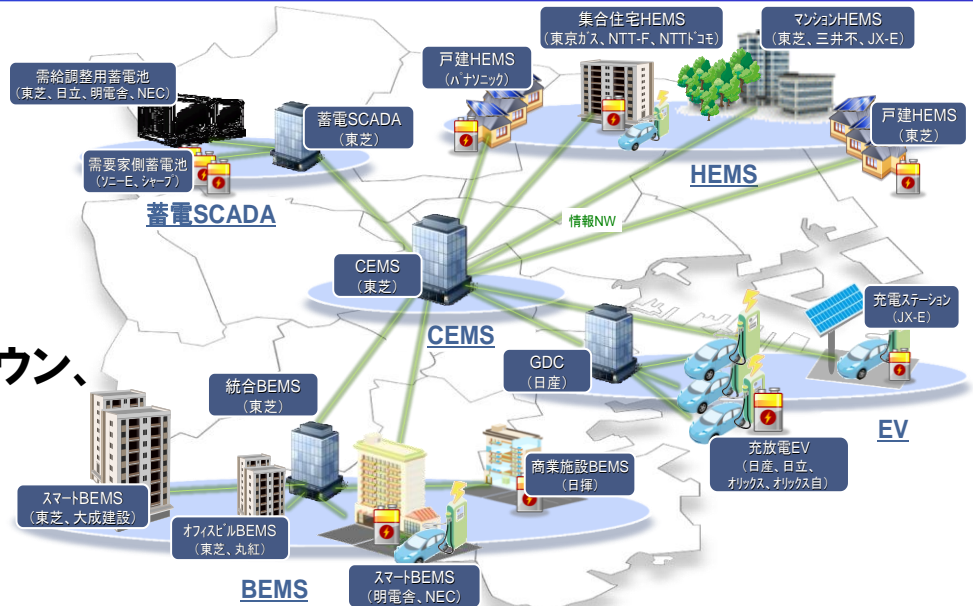 集合住宅HEMS
(東京ガス、NTT-F、NTTドコモ)
マンションHEMS
(東芝、三井不、JX-E)
戸建HEMS
(パナソニック)
需給調整用蓄電池
(東芝、日立、明電舎、NEC)
蓄電SCADA
(東芝)
戸建HEMS
(東芝)
需要家側蓄電池
(ソニーE、シャープ)
HEMS
蓄電SCADA
情報NW
CEMS
(東芝)
充電ステーション
(JX-E)
CEMS
ウン、
GDC
(日産)
統合BEMS
(東芝)
EV
充放電EV
(日産、日立、
オリックス、オリックス自)
商業施設BEMS
(日揮)
スマートBEMS
(東芝、大成建設)
オフィスビルBEMS
(東芝、丸紅)
スマートBEMS
(明電舎、NEC)
BEMS